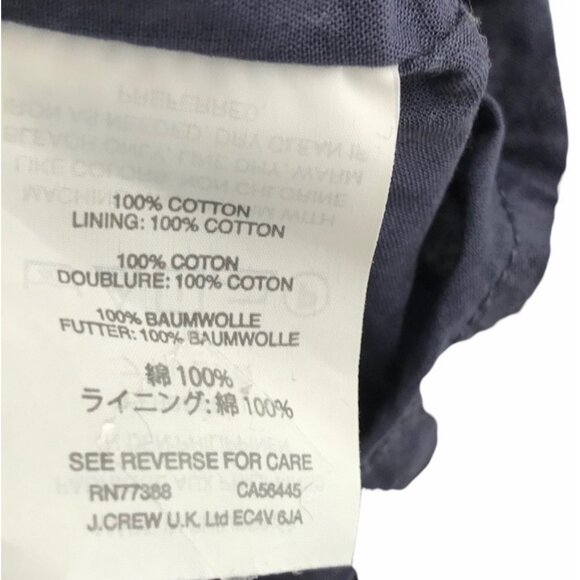 100% COTTON
LINING: 100% COTTON
100% COTON
DOUBLURE: 100% COTON
100% BAUMWOLLE
FUTTER: 100% BAUMWOLLE
綿 100%
ライニング: 綿 100%
SEE REVERSE FOR CARE
RN77388 CA56445
J.CREW U.K. Ltd EC4V 6JA